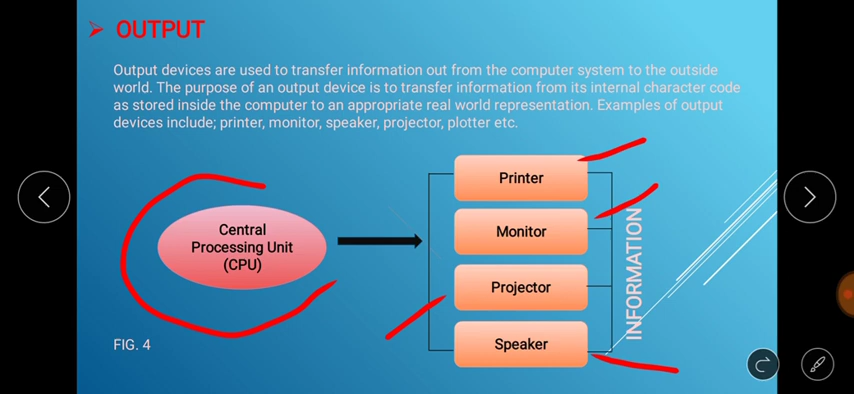 OUTPUT
Output devices are used to transfer information out from the computer system to the outside
world. The purpose of an output device is to transfer information from its internal character code
as stored inside the computer to an appropriate real world representation. Examples of output
devices include; printer, monitor, speaker, projector, plotter etc.
Central
Processing Unit
(CPU)
Printer
Monitor
Projector
Speaker
INFORMATION
FIG. 4